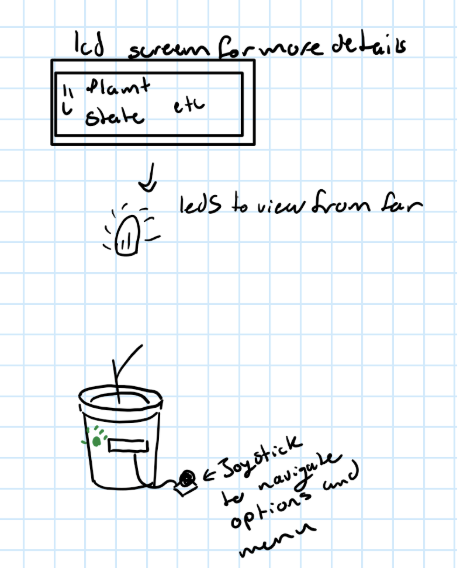 lcd screen for more details
Plant
State etc
leds to view from far
Joystick
to navigate
options and
menu